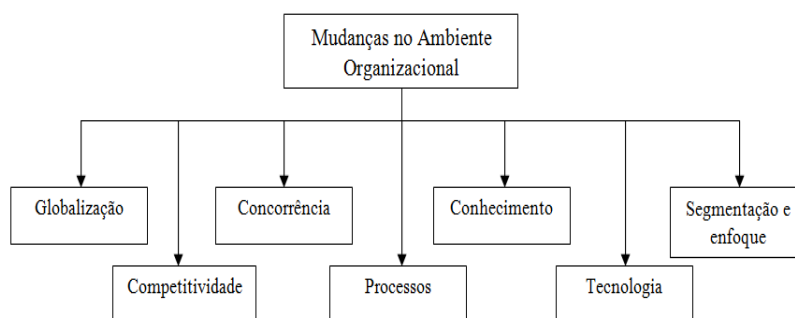 Mudanças no Ambiente
Organizacional
Globalização
Concorrência
Conhecimento
Segmentação e
enfoque
Competitividade
Processos
Tecnologia